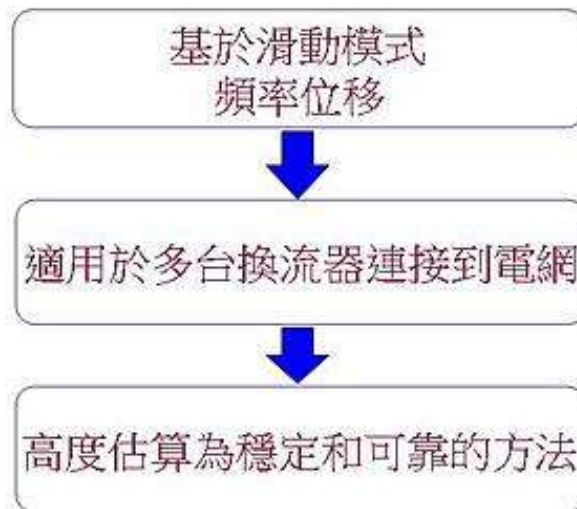 基於滑動模式
頻率位移
適用於多台換流器連接到電網
高度估算為穩定和可靠的方法